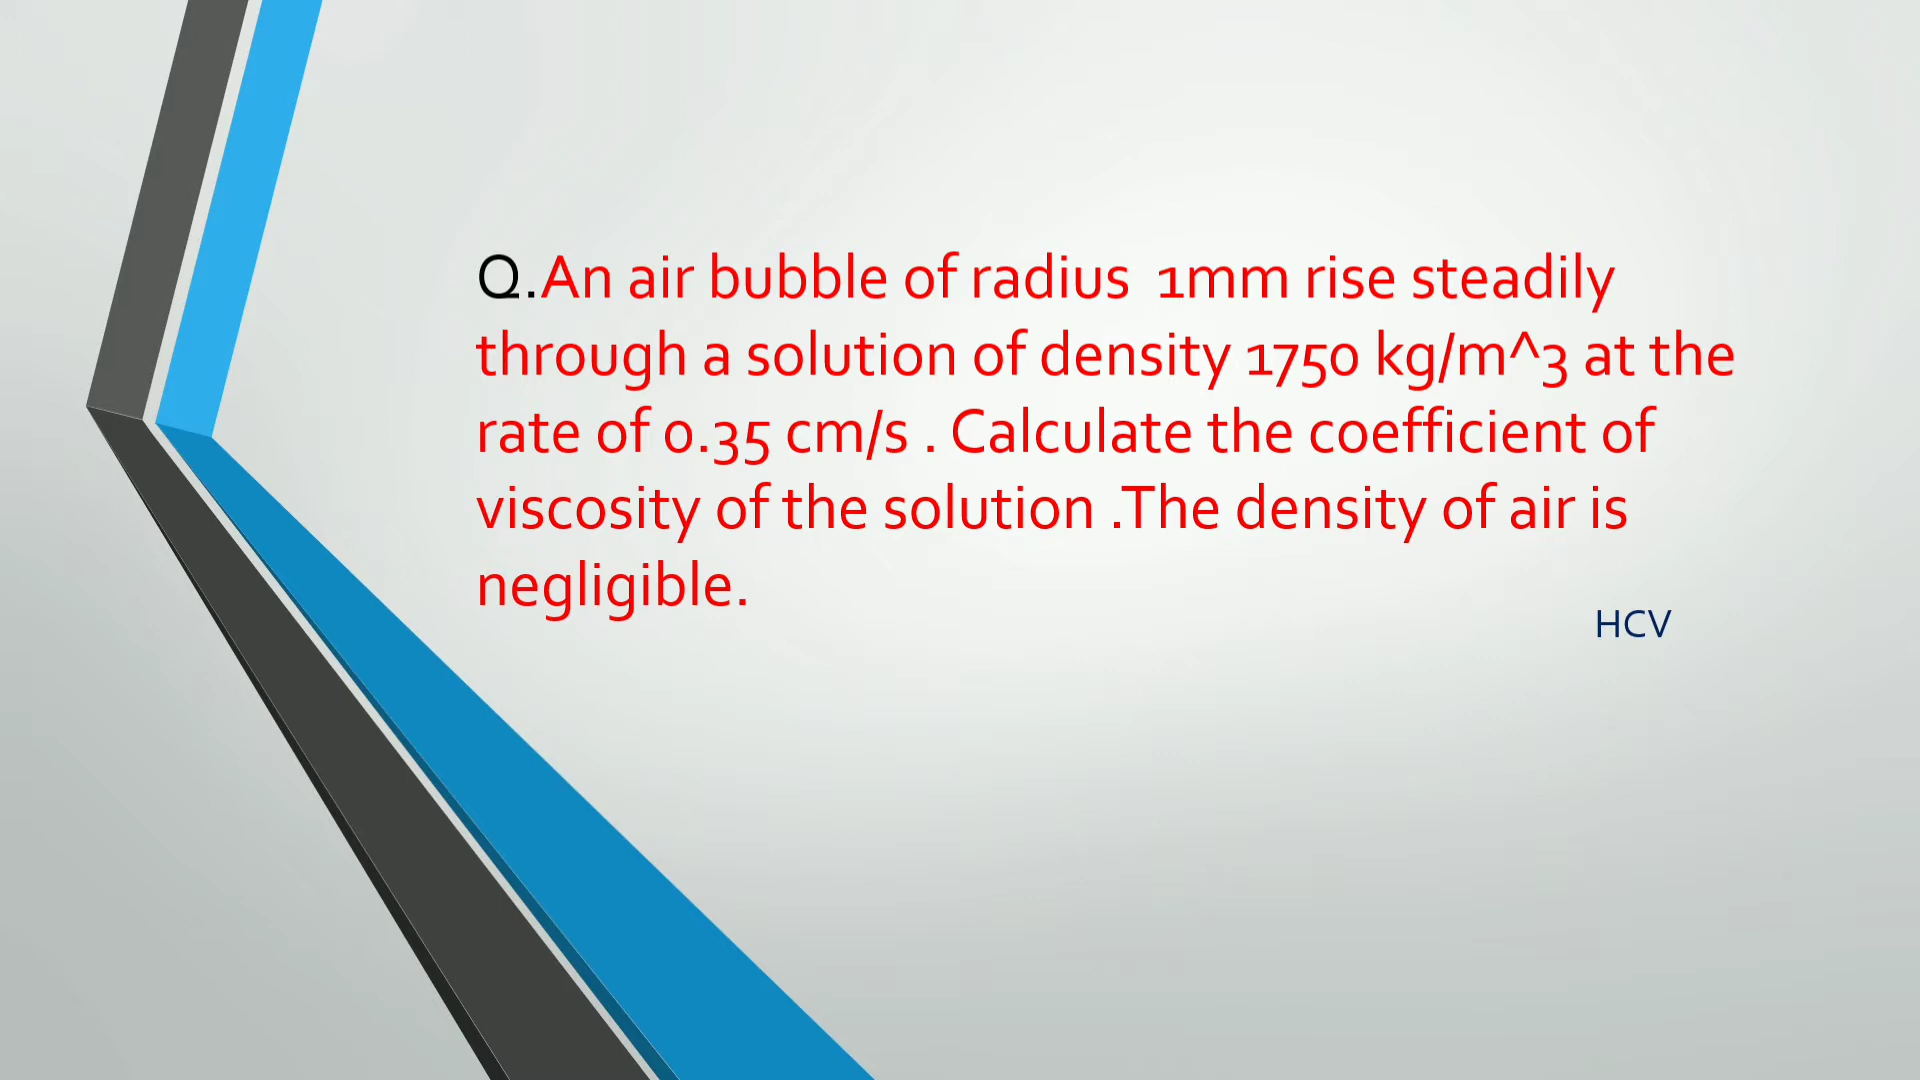 Q.An air bubble of radius  1mm rise steadily
through a solution of density 1750 kg/m^3 at the
rate of 0.35 cm/s . Calculate the coefficient of
viscosity of the solution .The density of air is
negligible.
HCV